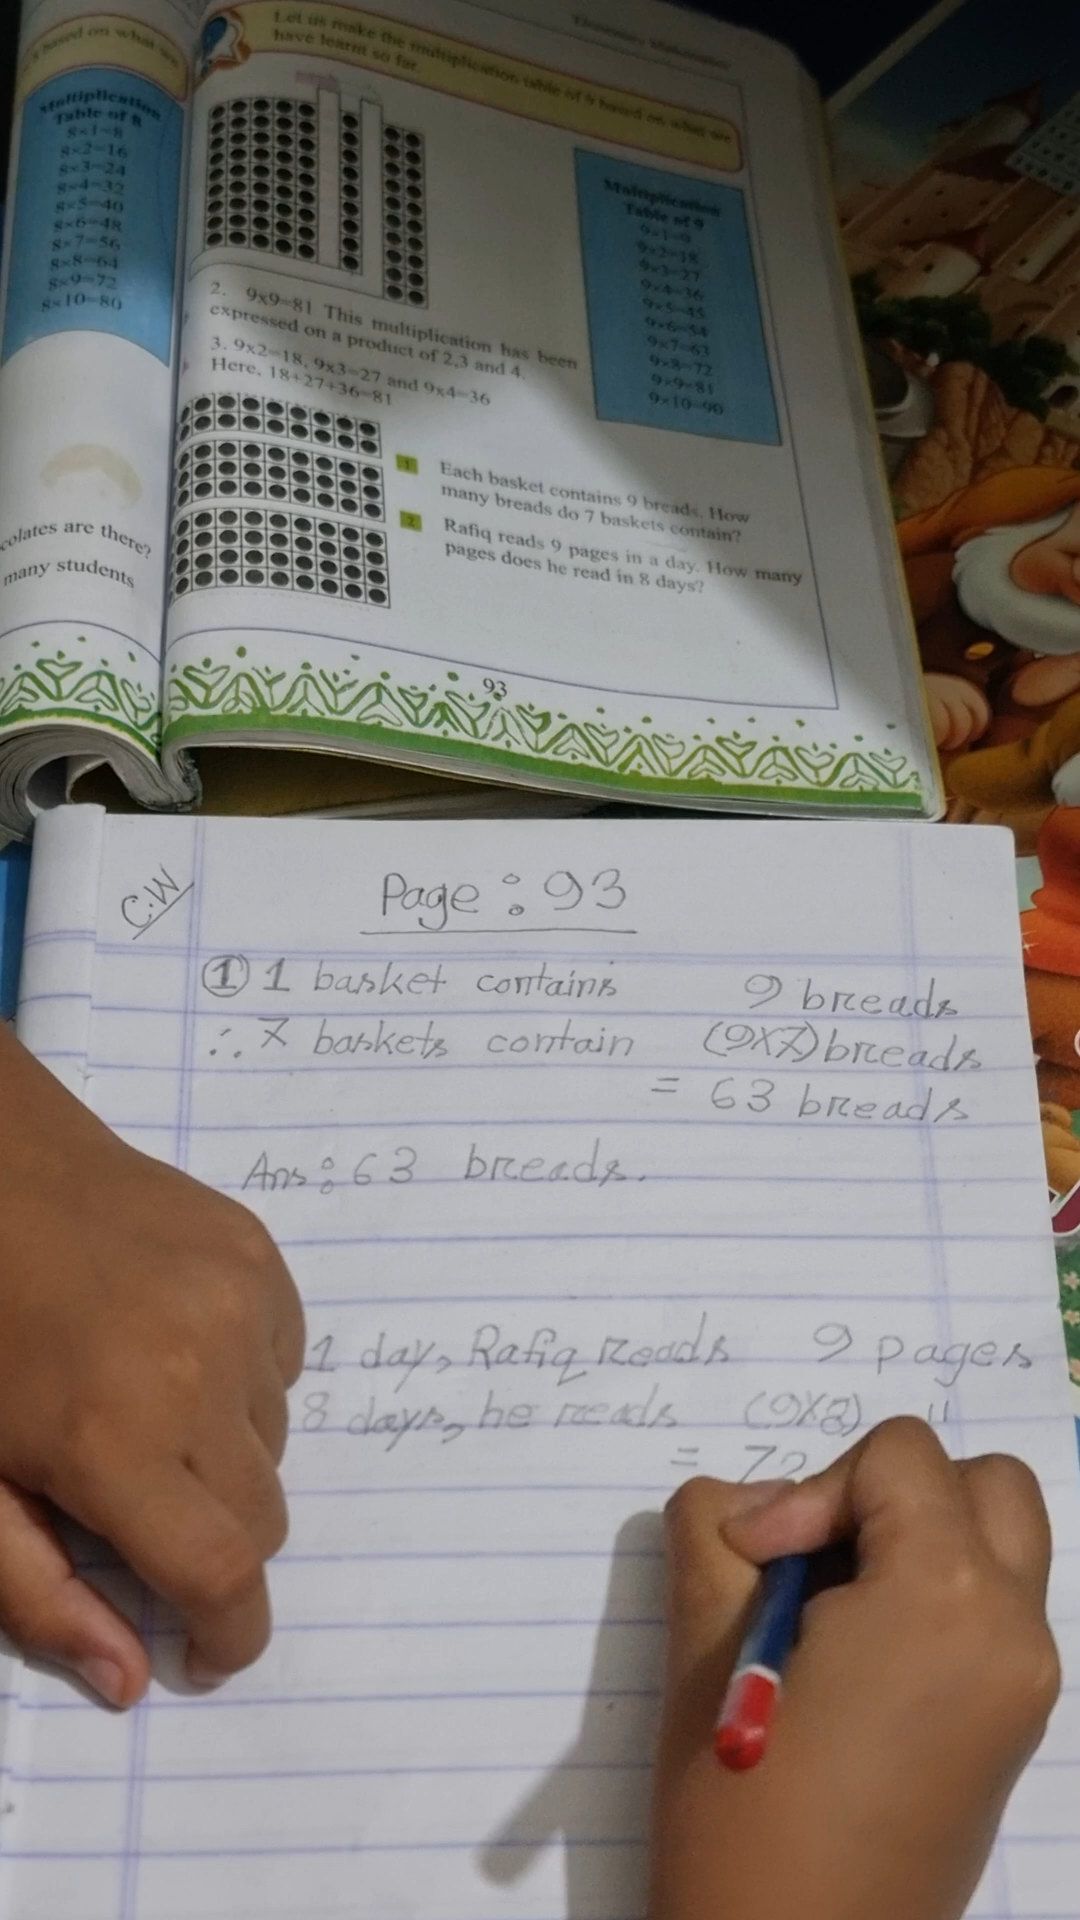 based on what we
Multiplication
Table of 8
8×1=8
8×2=16
8×3=24
8×4=32
8×5=40
8×6=48
8×7=56
8×8=64
8×9=72
8×10=80
colates are there?
many students
Let us make the multiplication table of 9 based on what we
have learnt so far.
Multiplication
Table of 9
9×1=9
9×2=18
9×3=27
9×4=36
9×5=45
9×6=54
9×7=63
9×8=72
9×9=81
9×10=90
2. 9x9=81 This multiplication has been
expressed on a product of 2,3 and 4.
3. 9x2=18, 9x3=27 and 9x4=36
Here, 18+27+36=81
1 Each basket contains 9 breads. How
many breads do 7 baskets contain?
2 Rafiq reads 9 pages in a day. How many
pages does he read in 8 days?
93
C.W
Page : 93
① 1 basket contains 9 breads
∴ 7 baskets contain (9×7) breads
= 63 breads
Ans : 63 breads.
1 day, Rafiq reads 9 pages
8 days, he reads (9×8) "
= 72